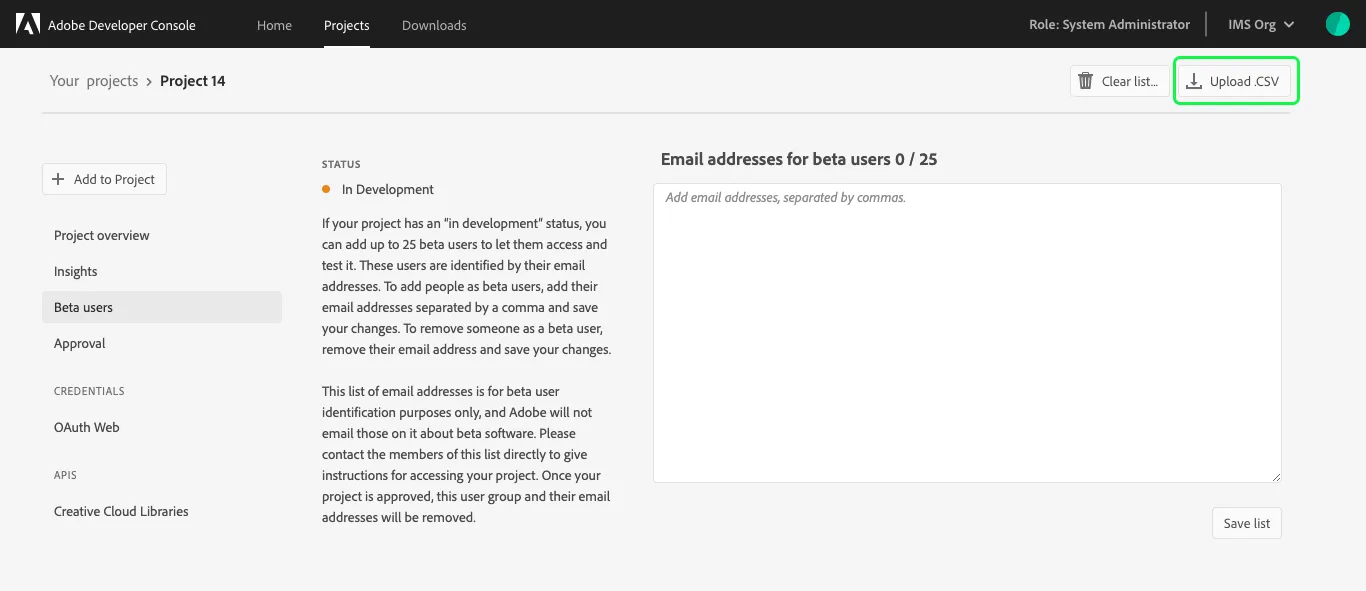 Adobe Developer Console
Home
Projects
Downloads
Role: System Administrator
IMS Org
Your projects › Project 14
Clear list...
Upload .CSV
Add to Project
Project overview
Insights
Beta users
Approval
CREDENTIALS
OAuth Web
APIS
Creative Cloud Libraries
STATUS
In Development
If your project has an “in development” status, you
can add up to 25 beta users to let them access and
test it. These users are identified by their email
addresses. To add people as beta users, add their
email addresses separated by a comma and save
your changes. To remove someone as a beta user,
remove their email address and save your changes.
This list of email addresses is for beta user
identification purposes only, and Adobe will not
email those on it about beta software. Please
contact the members of this list directly to give
instructions for accessing your project. Once your
project is approved, this user group and their email
addresses will be removed.
Email addresses for beta users 0 / 25
Add email addresses, separated by commas.
Save list